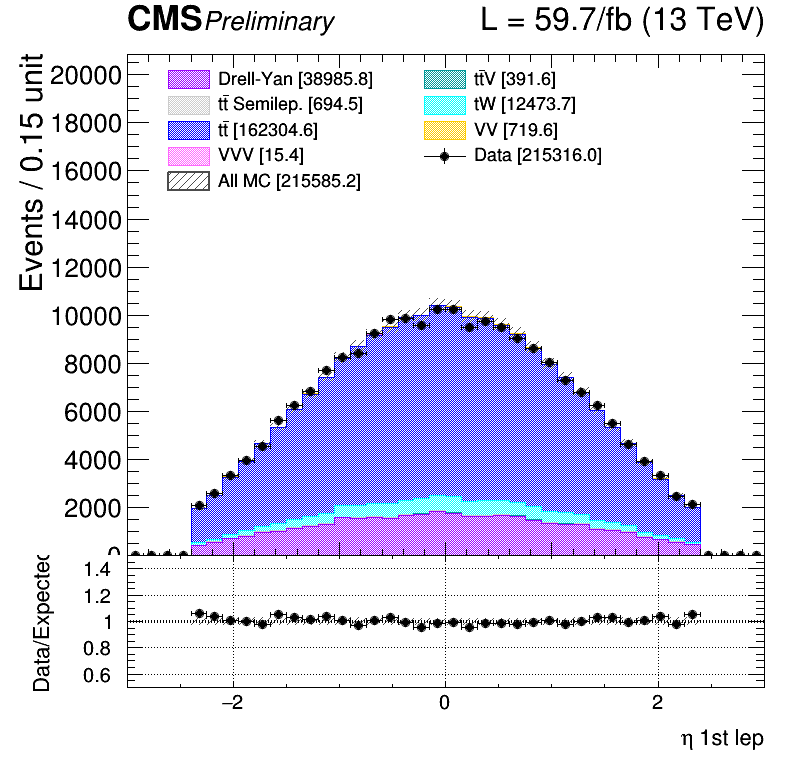 CMS Preliminary L = 59.7/fb (13 TeV)
Events / 0.15 unit
20000
18000
16000
14000
12000
10000
8000
6000
4000
2000
0
Drell-Yan [38985.8]
tt̄ Semilep. [694.5]
tt̄ [162304.6]
VVV [15.4]
All MC [215585.2]
tt̄V [391.6]
tW [12473.7]
VV [719.6]
Data [215316.0]
Data/Expected
1.4
1.2
1
0.8
0.6
−2 0 2
η 1st lep